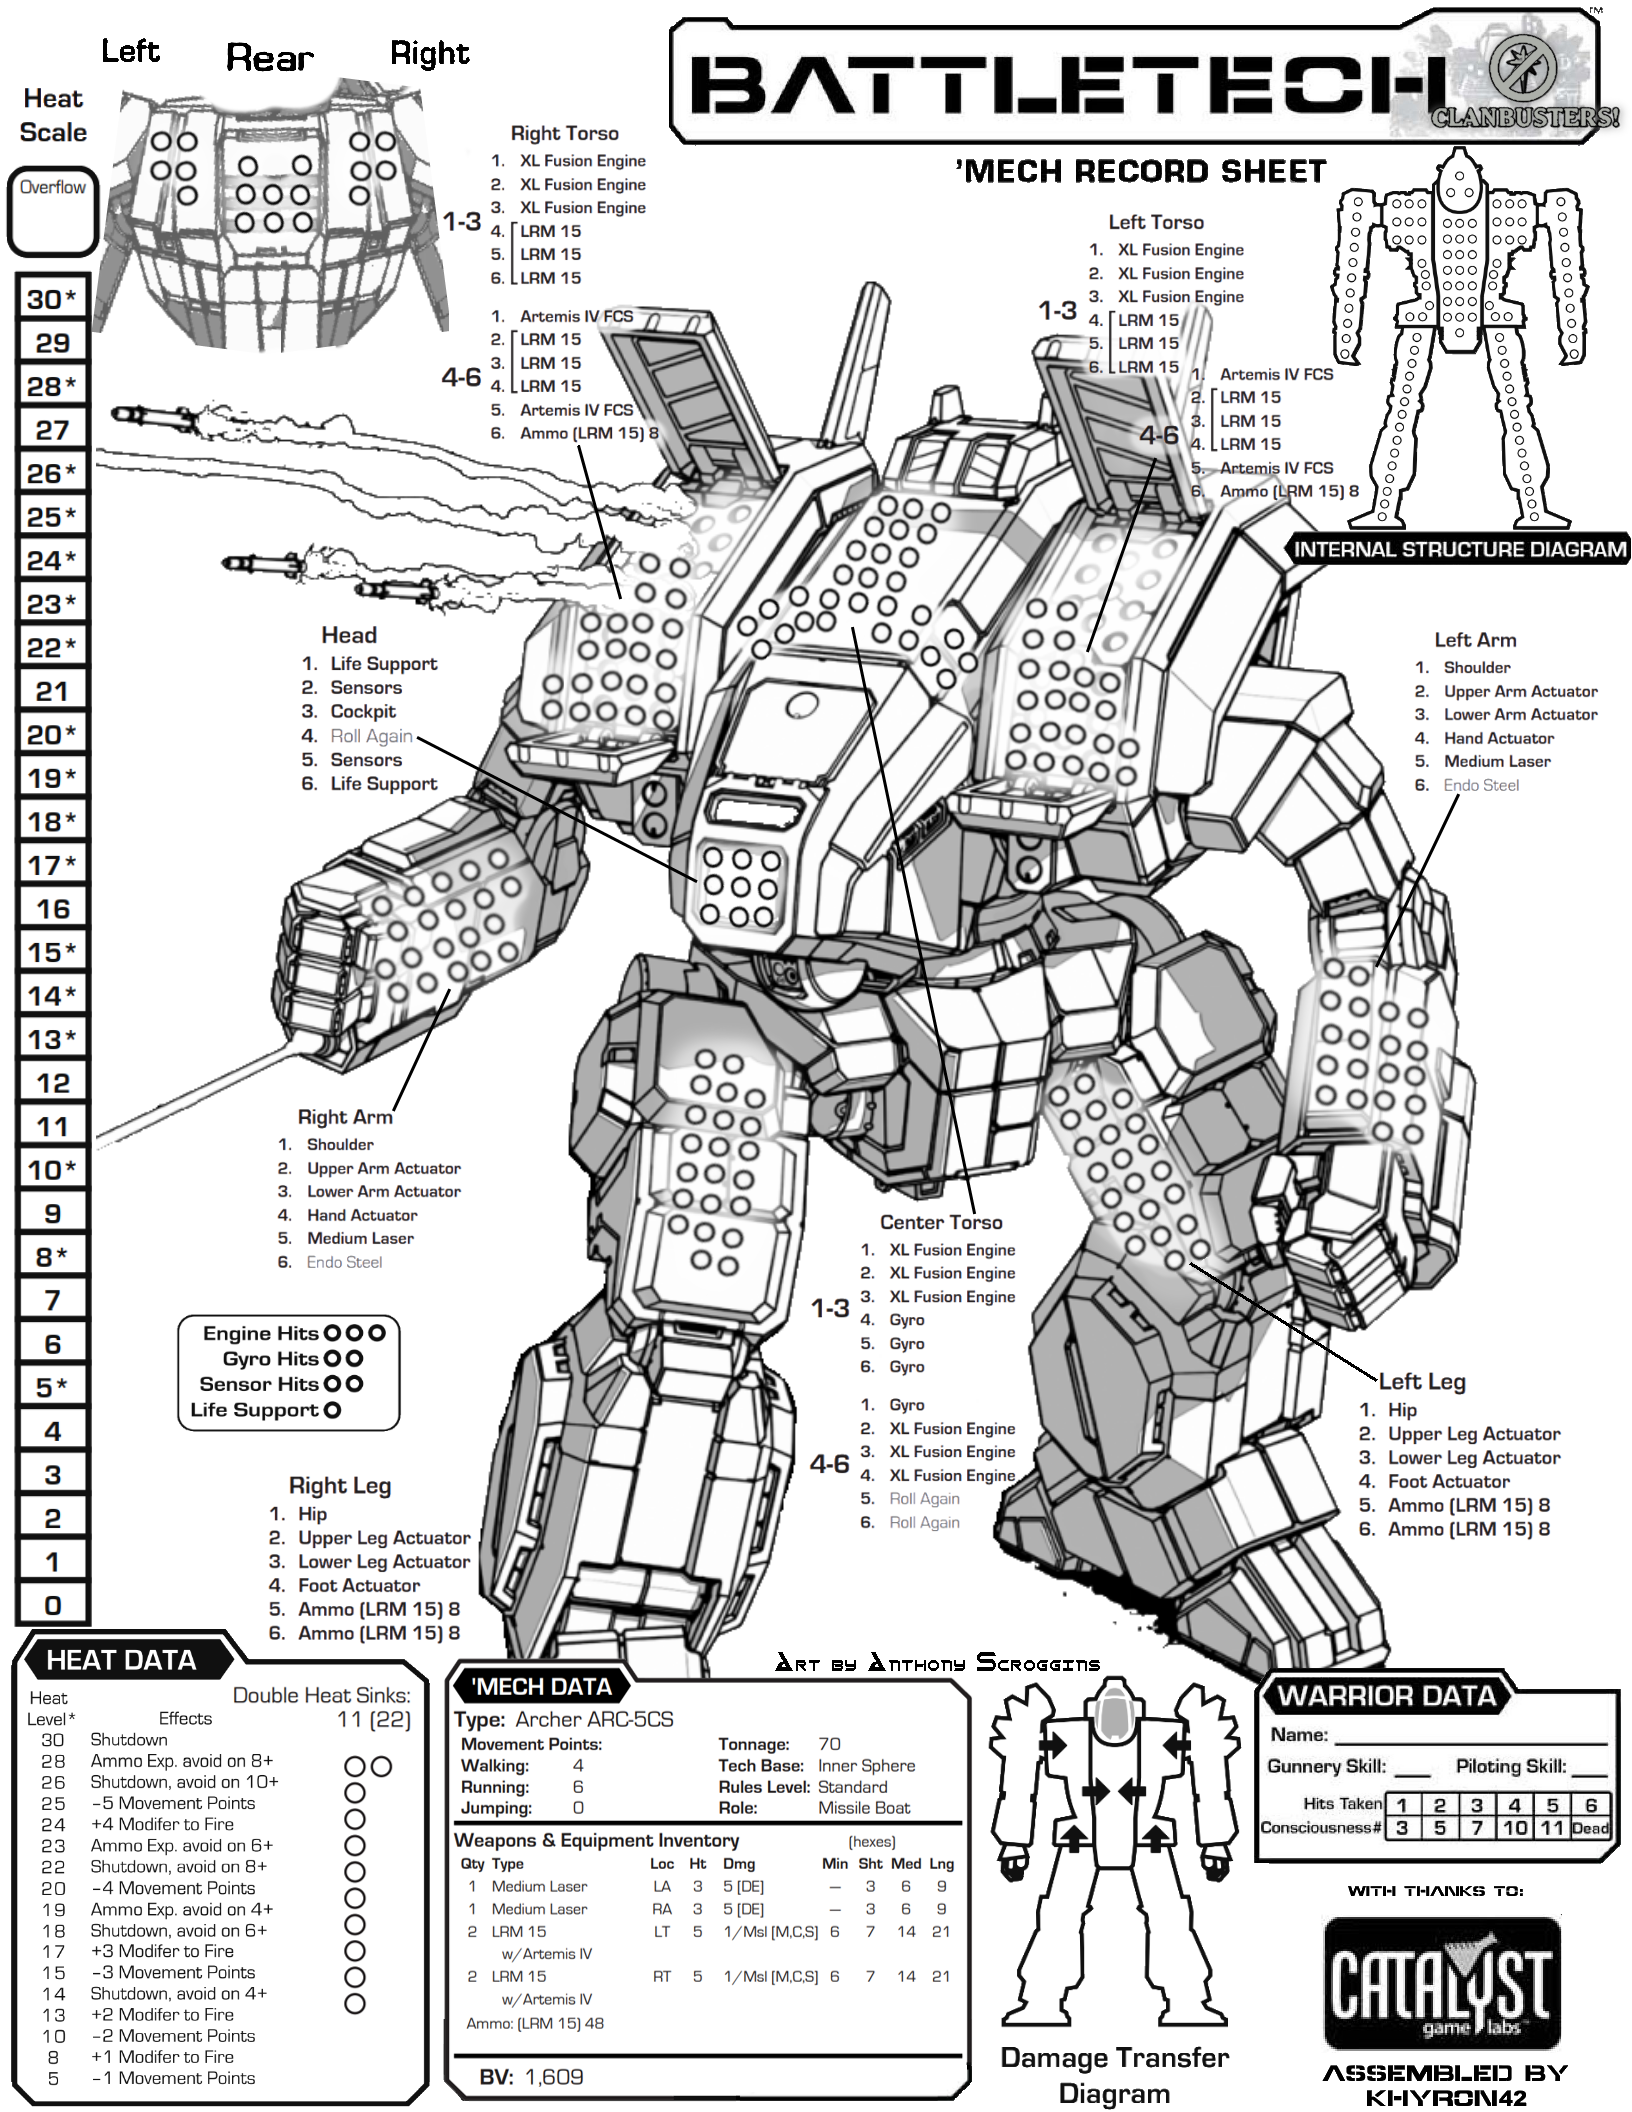 Left Rear Right
BATTLETECH
TM
CLANBUSTERS!
'MECH RECORD SHEET
Heat
Scale
Overflow
30*
29
28*
27
26*
25*
24*
23*
22*
21
20*
19*
18*
17*
16
15*
14*
13*
12
11
10*
9
8*
7
6
5*
4
3
2
1
0
Right Torso
1. XL Fusion Engine
2. XL Fusion Engine
3. XL Fusion Engine
1-3
4. LRM 15
5. LRM 15
6. LRM 15
1. Artemis IV FCS
2. LRM 15
3. LRM 15
4-6
4. LRM 15
5. Artemis IV FCS
6. Ammo (LRM 15) 8
Left Torso
1. XL Fusion Engine
2. XL Fusion Engine
3. XL Fusion Engine
1-3
4. LRM 15
5. LRM 15
6. LRM 15
1. Artemis IV FCS
2. LRM 15
3. LRM 15
4-6
4. LRM 15
5. Artemis IV FCS
6. Ammo (LRM 15) 8
INTERNAL STRUCTURE DIAGRAM
Head
1. Life Support
2. Sensors
3. Cockpit
4. Roll Again
5. Sensors
6. Life Support
Left Arm
1. Shoulder
2. Upper Arm Actuator
3. Lower Arm Actuator
4. Hand Actuator
5. Medium Laser
6. Endo Steel
Right Arm
1. Shoulder
2. Upper Arm Actuator
3. Lower Arm Actuator
4. Hand Actuator
5. Medium Laser
6. Endo Steel
Center Torso
1. XL Fusion Engine
2. XL Fusion Engine
3. XL Fusion Engine
1-3
4. Gyro
5. Gyro
6. Gyro
1. Gyro
2. XL Fusion Engine
3. XL Fusion Engine
4-6
4. XL Fusion Engine
5. Roll Again
6. Roll Again
Engine Hits
Gyro Hits
Sensor Hits
Life Support
Left Leg
1. Hip
2. Upper Leg Actuator
3. Lower Leg Actuator
4. Foot Actuator
5. Ammo (LRM 15) 8
6. Ammo (LRM 15) 8
Right Leg
1. Hip
2. Upper Leg Actuator
3. Lower Leg Actuator
4. Foot Actuator
5. Ammo (LRM 15) 8
6. Ammo (LRM 15) 8
HEAT DATA
Heat Double Heat Sinks:
Level* Effects 11 (22)
30 Shutdown
28 Ammo Exp. avoid on 8+
26 Shutdown, avoid on 10+
25 -5 Movement Points
24 +4 Modifer to Fire
23 Ammo Exp. avoid on 6+
22 Shutdown, avoid on 8+
20 -4 Movement Points
19 Ammo Exp. avoid on 4+
18 Shutdown, avoid on 6+
17 +3 Modifer to Fire
15 -3 Movement Points
14 Shutdown, avoid on 4+
13 +2 Modifer to Fire
10 -2 Movement Points
8 +1 Modifer to Fire
5 -1 Movement Points
Art by Anthony Scroggins
'MECH DATA
Type: Archer ARC-5CS
Movement Points: Tonnage: 70
Walking: 4 Tech Base: Inner Sphere
Running: 6 Rules Level: Standard
Jumping: 0 Role: Missile Boat
Weapons & Equipment Inventory (hexes)
Qty Type Loc Ht Dmg Min Sht Med Lng
1 Medium Laser LA 3 5 [DE] — 3 6 9
1 Medium Laser RA 3 5 [DE] — 3 6 9
2 LRM 15 LT 5 1/Msl [M,C,S] 6 7 14 21
w/Artemis IV
2 LRM 15 RT 5 1/Msl [M,C,S] 6 7 14 21
w/Artemis IV
Ammo: (LRM 15) 48
BV: 1,609
Damage Transfer
Diagram
WARRIOR DATA
Name:
Gunnery Skill: Piloting Skill:
Hits Taken 1 2 3 4 5 6
Consciousness# 3 5 7 10 11 Dead
WITH THANKS TO:
CATALYST
game labs
ASSEMBLED BY
KHYRON42